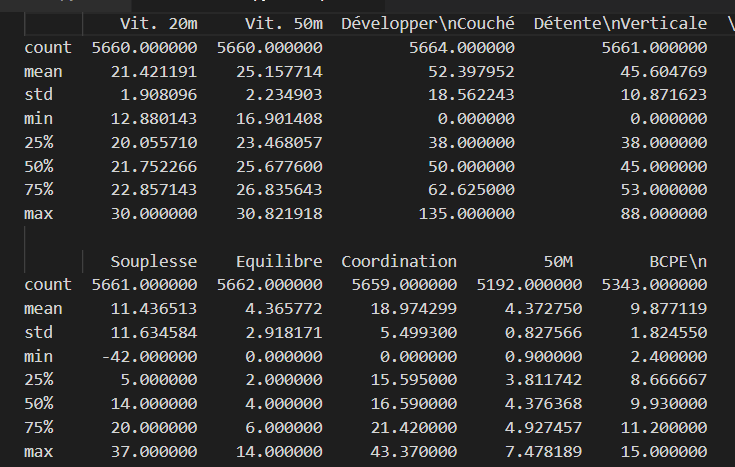 Vit. 20m Vit. 50m Développer\nCouché Détente\nVerticale \
count 5660.000000 5660.000000 5664.000000 5661.000000
mean 21.421191 25.157714 52.397952 45.604769
std 1.908096 2.234903 18.562243 10.871623
min 12.880143 16.901408 0.000000 0.000000
25% 20.055710 23.468057 38.000000 38.000000
50% 21.752266 25.677600 50.000000 45.000000
75% 22.857143 26.835643 62.625000 53.000000
max 30.000000 30.821918 135.000000 88.000000
Souplesse Equilibre Coordination 50M BCPE\n
count 5661.000000 5662.000000 5659.000000 5192.000000 5343.000000
mean 11.436513 4.365772 18.974299 4.372750 9.877119
std 11.634584 2.918171 5.499300 0.827566 1.824550
min -42.000000 0.000000 0.000000 0.900000 2.400000
25% 5.000000 2.000000 15.595000 3.811742 8.666667
50% 14.000000 4.000000 16.590000 4.376368 9.930000
75% 20.000000 6.000000 21.420000 4.927457 11.200000
max 37.000000 14.000000 43.370000 7.478189 15.000000